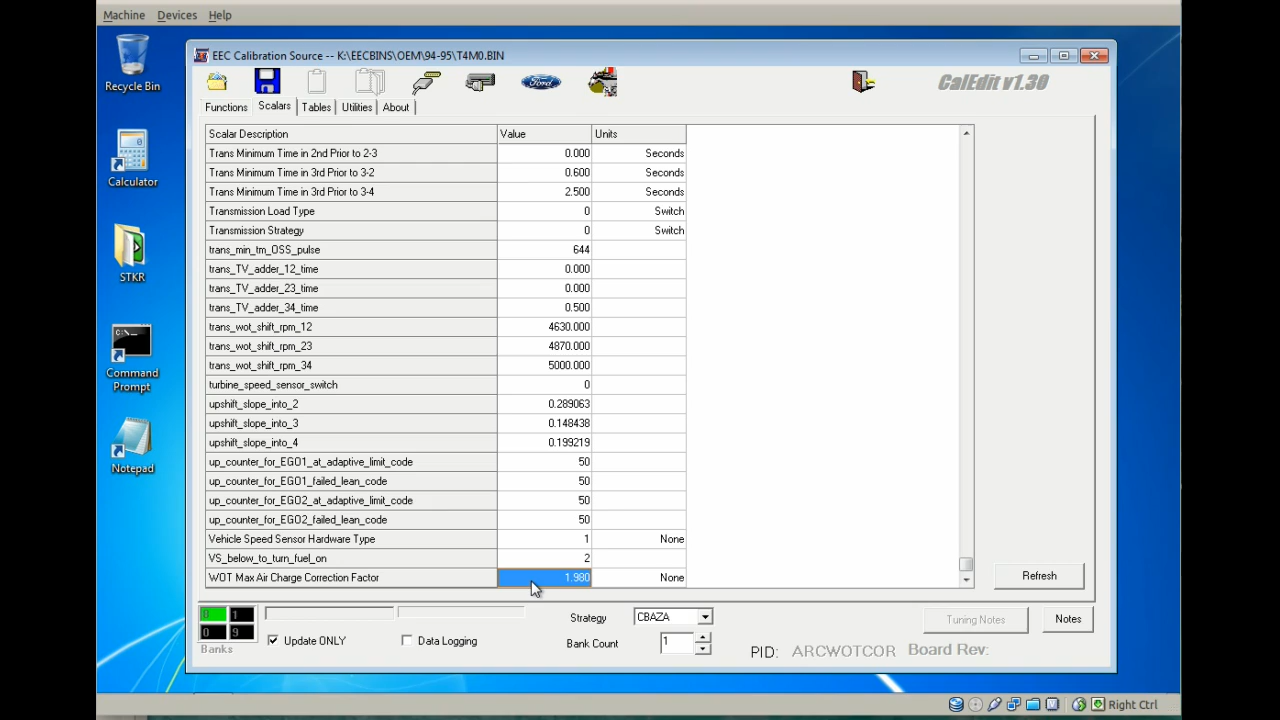 Machine Devices Help
Recycle Bin
Calculator
STKR
Command
Prompt
Notepad
EEC Calibration Source -- K:\EECBINS\OEM\94-95\T4M0.BIN
Ford
CalEdit v1.30
Functions Scalars Tables Utilities About
Scalar Description Value Units
Trans Minimum Time in 2nd Prior to 2-3 0.000 Seconds
Trans Minimum Time in 3rd Prior to 3-2 0.600 Seconds
Trans Minimum Time in 3rd Prior to 3-4 2.500 Seconds
Transmission Load Type 0 Switch
Transmission Strategy 0 Switch
trans_min_tm_OSS_pulse 644
trans_TV_adder_12_time 0.000
trans_TV_adder_23_time 0.000
trans_TV_adder_34_time 0.500
trans_wot_shift_rpm_12 4630.000
trans_wot_shift_rpm_23 4870.000
trans_wot_shift_rpm_34 5000.000
turbine_speed_sensor_switch 0
upshift_slope_into_2 0.289063
upshift_slope_into_3 0.148438
upshift_slope_into_4 0.199219
up_counter_for_EGO1_at_adaptive_limit_code 50
up_counter_for_EGO1_failed_lean_code 50
up_counter_for_EGO2_at_adaptive_limit_code 50
up_counter_for_EGO2_failed_lean_code 50
Vehicle Speed Sensor Hardware Type 1 None
VS_below_to_turn_fuel_on 2
WOT Max Air Charge Correction Factor 1.980 None
Refresh
0 1
0 9
Banks
Update ONLY
Data Logging
Strategy CBAZA
Bank Count 1
Tuning Notes
Notes
PID: ARCWOTCOR Board Rev:
Right Ctrl